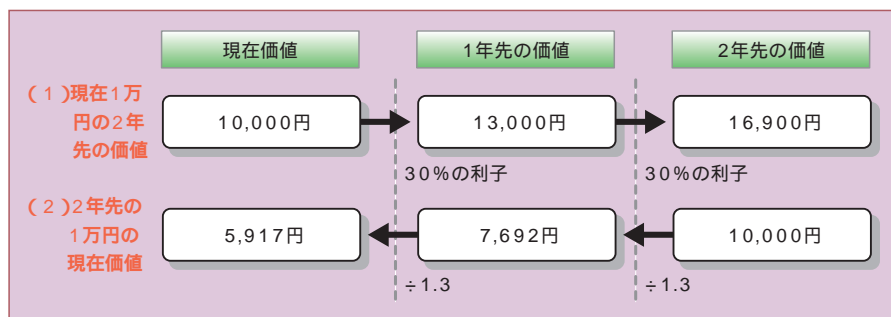 現在価値
1年先の価値
2年先の価値
(1)現在1万
円の2年
先の価値
10,000円
13,000円
16,900円
30%の利子
30%の利子
(2)2年先の
1万円の
現在価値
5,917円
7,692円
10,000円
÷1.3
÷1.3